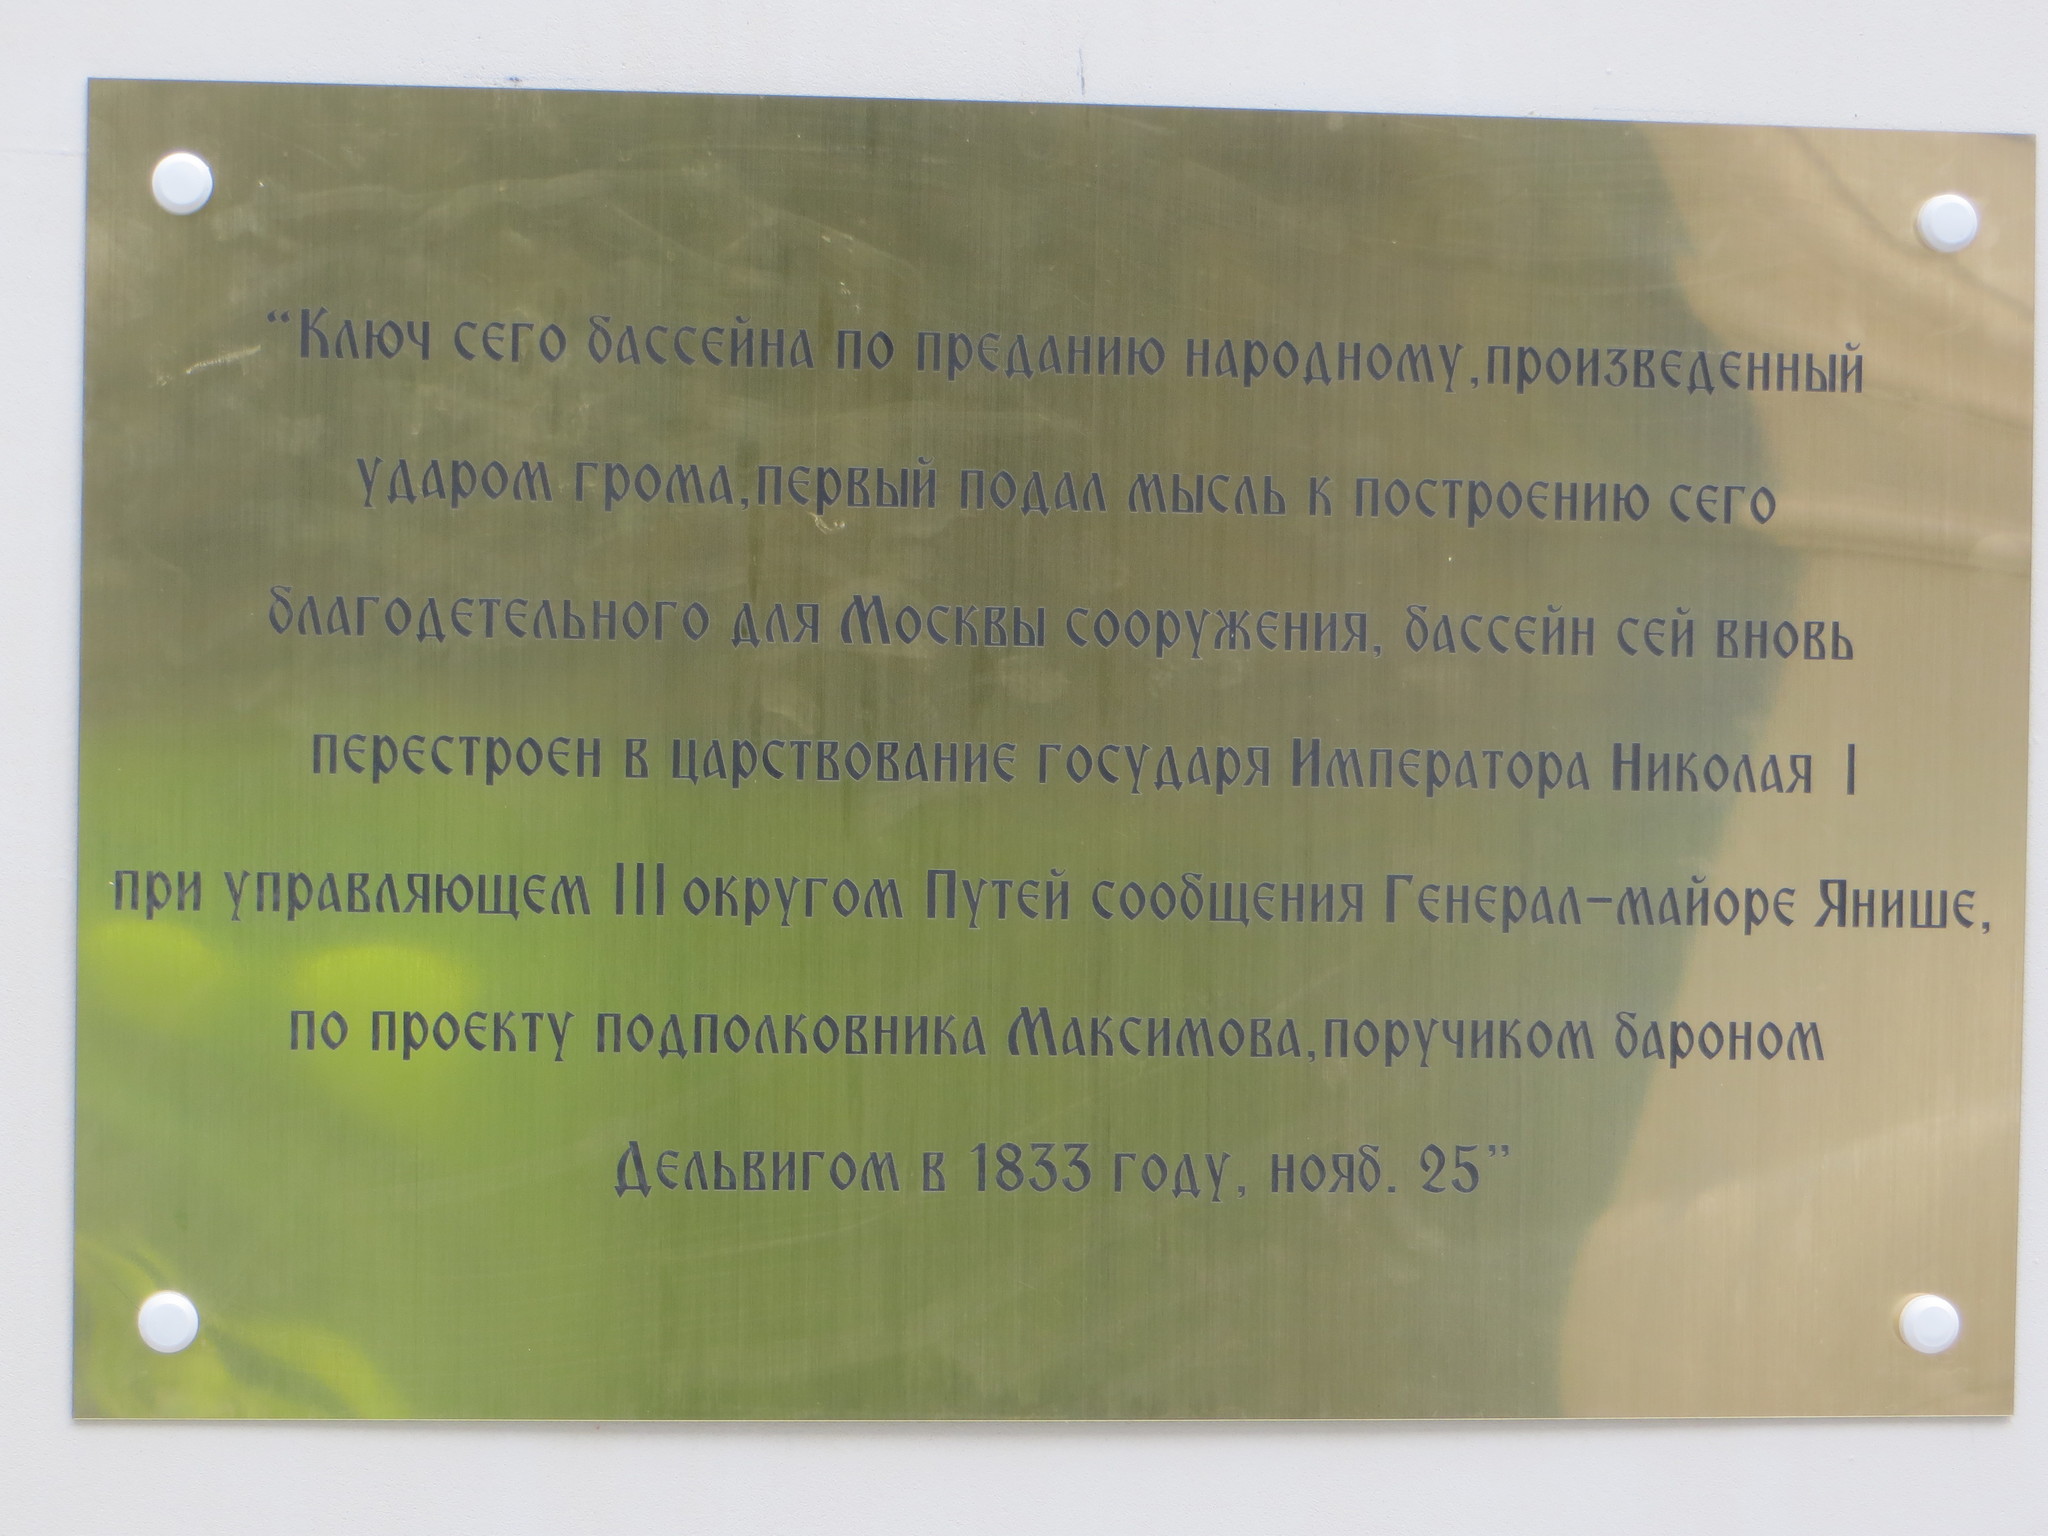 “Ключ сего бассейна по преданию народному,произведенный
ударом грома,первый подал мысль к построению сего
благодетельного для Москвы сооружения, бассейн сей вновь
перестроен в царствование государя Императора Николая I
при управляющем III округом Путей сообщения Генерал-майоре Янише,
по проекту подполковника Максимова,поручиком бароном
Дельвигом в 1833 году, нояб. 25”